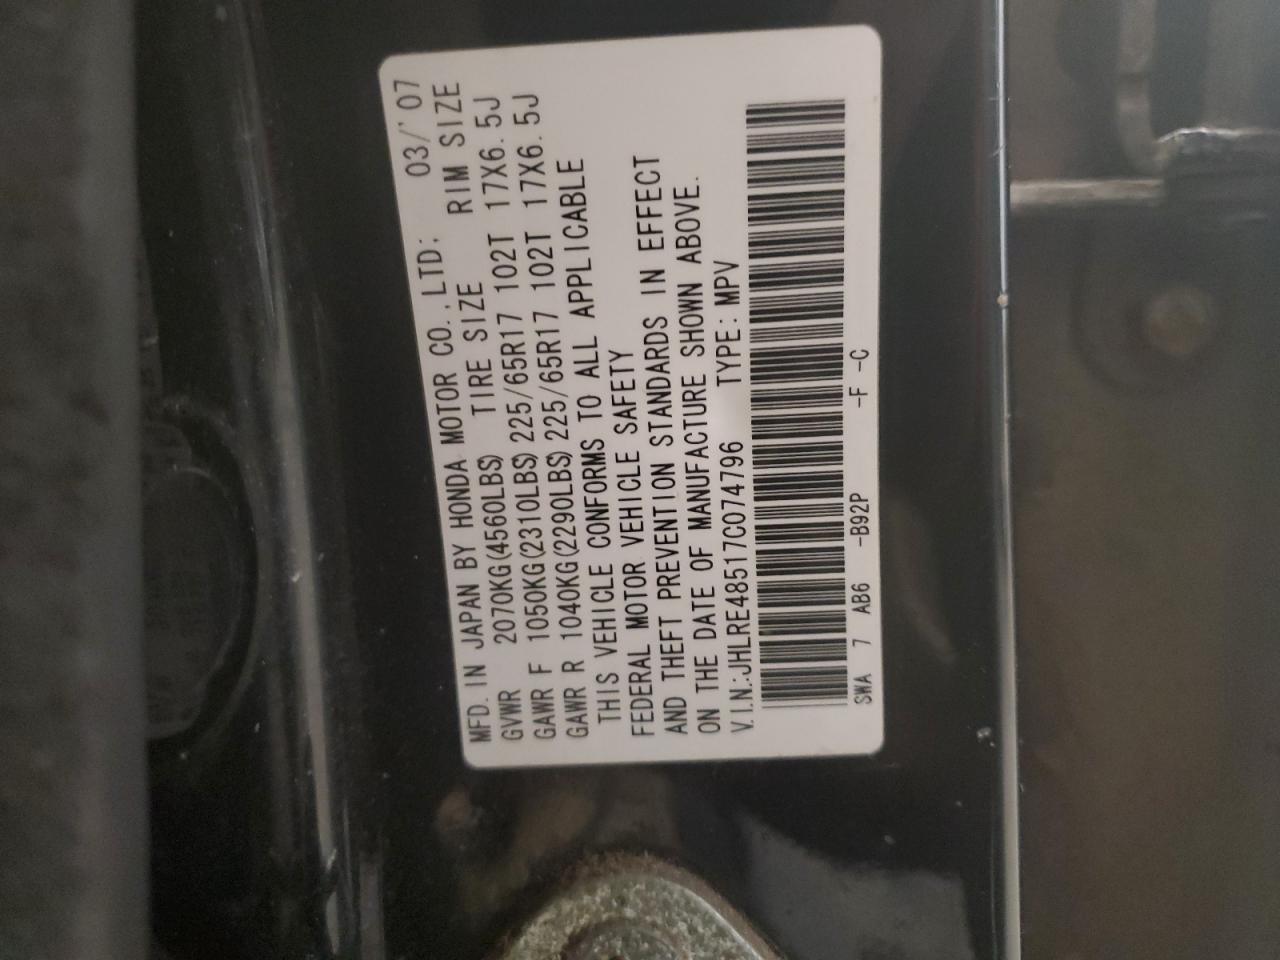 MFD. IN JAPAN BY HONDA MOTOR CO., LTD: 03/'07
GVWR 2070KG(4560LBS) TIRE SIZE RIM SIZE
GAWR F 1050KG(2310LBS) 225/65R17 102T 17X6.5J
GAWR R 1040KG(2290LBS) 225/65R17 102T 17X6.5J
THIS VEHICLE CONFORMS TO ALL APPLICABLE
FEDERAL MOTOR VEHICLE SAFETY
AND THEFT PREVENTION STANDARDS IN EFFECT
ON THE DATE OF MANUFACTURE SHOWN ABOVE.
V.I.N.:JHLRE48517C074796 TYPE: MPV
SWA 7 AB6 -B92P -F -C